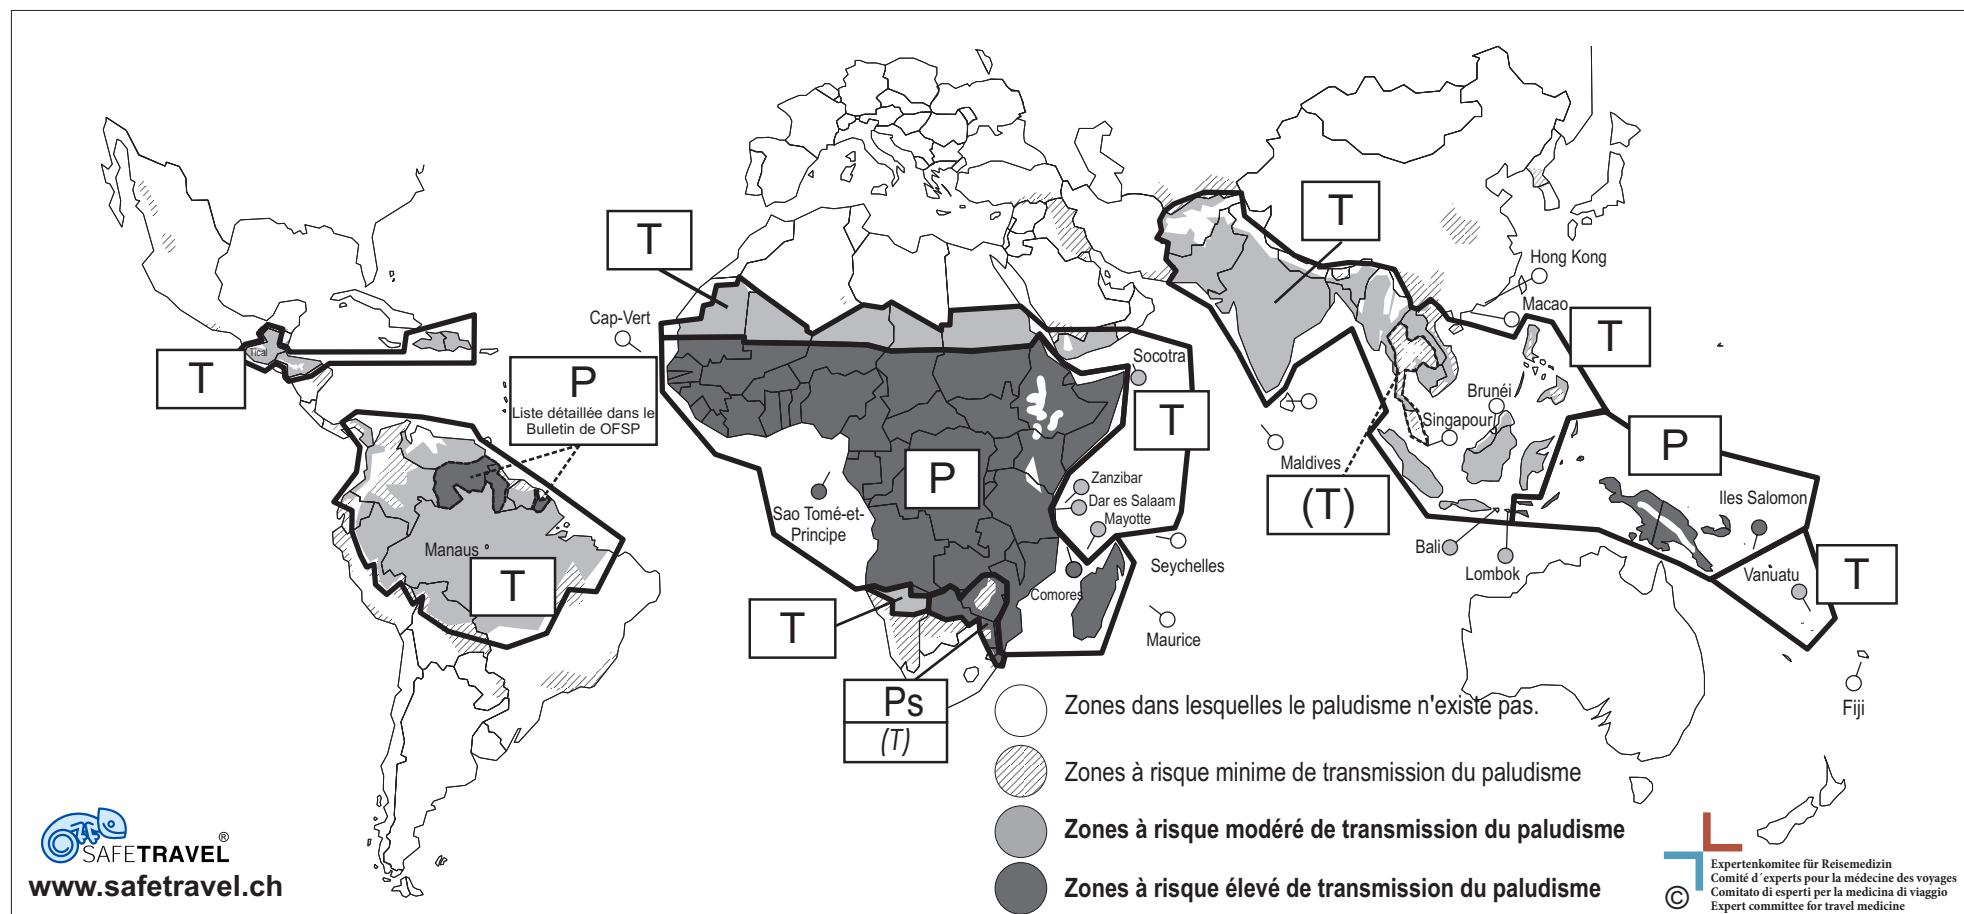 T
T
Hong Kong
Macao
Cap-Vert
T
Tical
T
P
Liste détaillée dans le
Bulletin de OFSP
Socotra
T
Brunéi
Singapour
Maldives
(T)
P
P
Iles Salomon
Zanzibar
Dar es Salaam
Mayotte
Sao Tomé-et-
Principe
Manaus
T
Bali
Lombok
Seychelles
Vanuatu
T
Comores
T
Maurice
Ps
(T)
Fiji
Zones dans lesquelles le paludisme n'existe pas.
Zones à risque minime de transmission du paludisme
Zones à risque modéré de transmission du paludisme
Zones à risque élevé de transmission du paludisme
SAFETRAVEL®
www.safetravel.ch
©
Expertenkomitee für Reisemedizin
Comité d´experts pour la médecine des voyages
Comitato di esperti per la medicina di viaggio
Expert committee for travel medicine